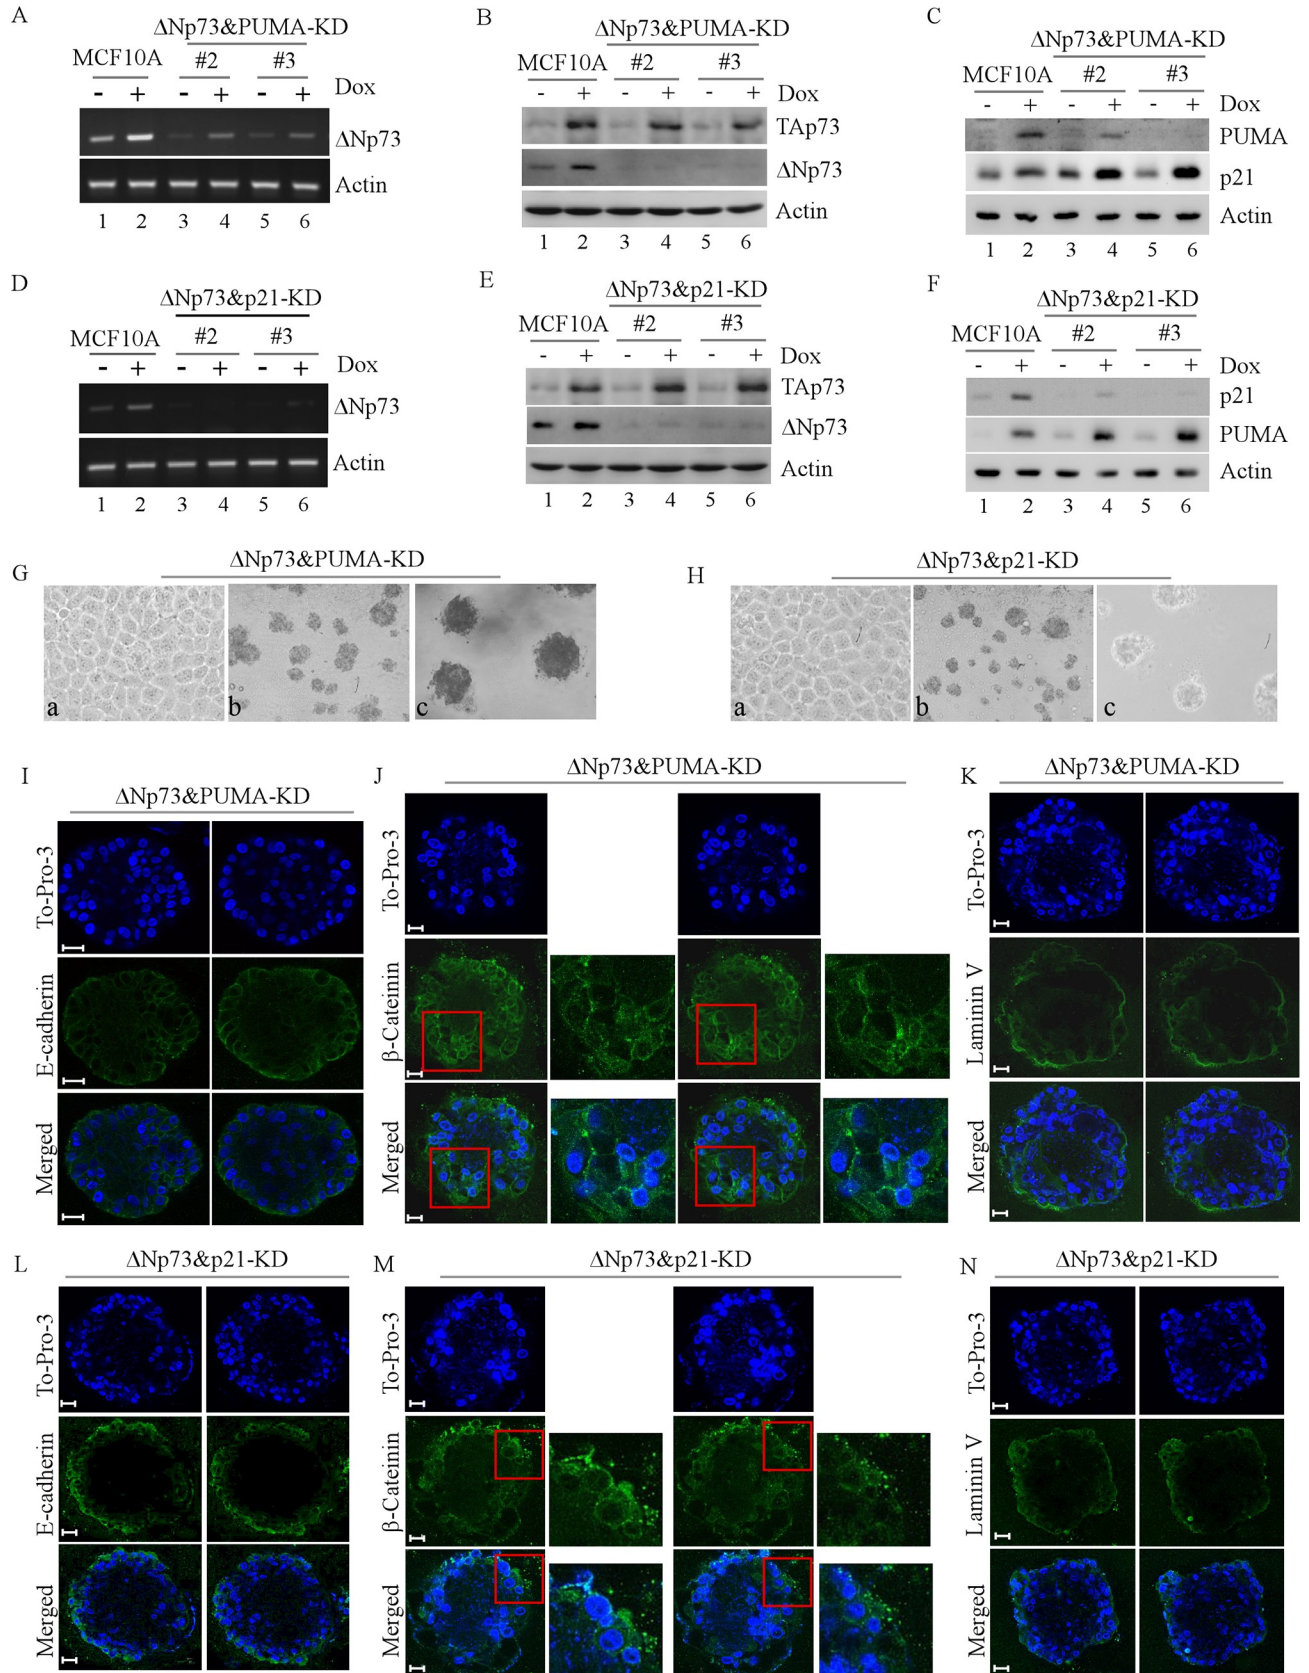 A
ΔNp73&PUMA-KD
MCF10A #2 #3
- + - + - + Dox
ΔNp73
Actin
1 2 3 4 5 6
B
ΔNp73&PUMA-KD
MCF10A #2 #3
- + - + - + Dox
TAp73
ΔNp73
Actin
1 2 3 4 5 6
C
ΔNp73&PUMA-KD
MCF10A #2 #3
- + - + - + Dox
PUMA
p21
Actin
1 2 3 4 5 6
D
ΔNp73&p21-KD
MCF10A #2 #3
- + - + - + Dox
ΔNp73
Actin
1 2 3 4 5 6
E
ΔNp73&p21-KD
MCF10A #2 #3
- + - + - + Dox
TAp73
ΔNp73
Actin
1 2 3 4 5 6
F
ΔNp73&p21-KD
MCF10A #2 #3
- + - + - + Dox
p21
PUMA
Actin
1 2 3 4 5 6
G
ΔNp73&PUMA-KD
a b c
H
ΔNp73&p21-KD
a b c
I
ΔNp73&PUMA-KD
To-Pro-3
E-cadherin
Merged
J
ΔNp73&PUMA-KD
To-Pro-3
β-Cateinin
Merged
K
ΔNp73&PUMA-KD
To-Pro-3
Laminin V
Merged
L
ΔNp73&p21-KD
To-Pro-3
E-cadherin
Merged
M
ΔNp73&p21-KD
To-Pro-3
β-Cateinin
Merged
N
ΔNp73&p21-KD
To-Pro-3
Laminin V
Merged